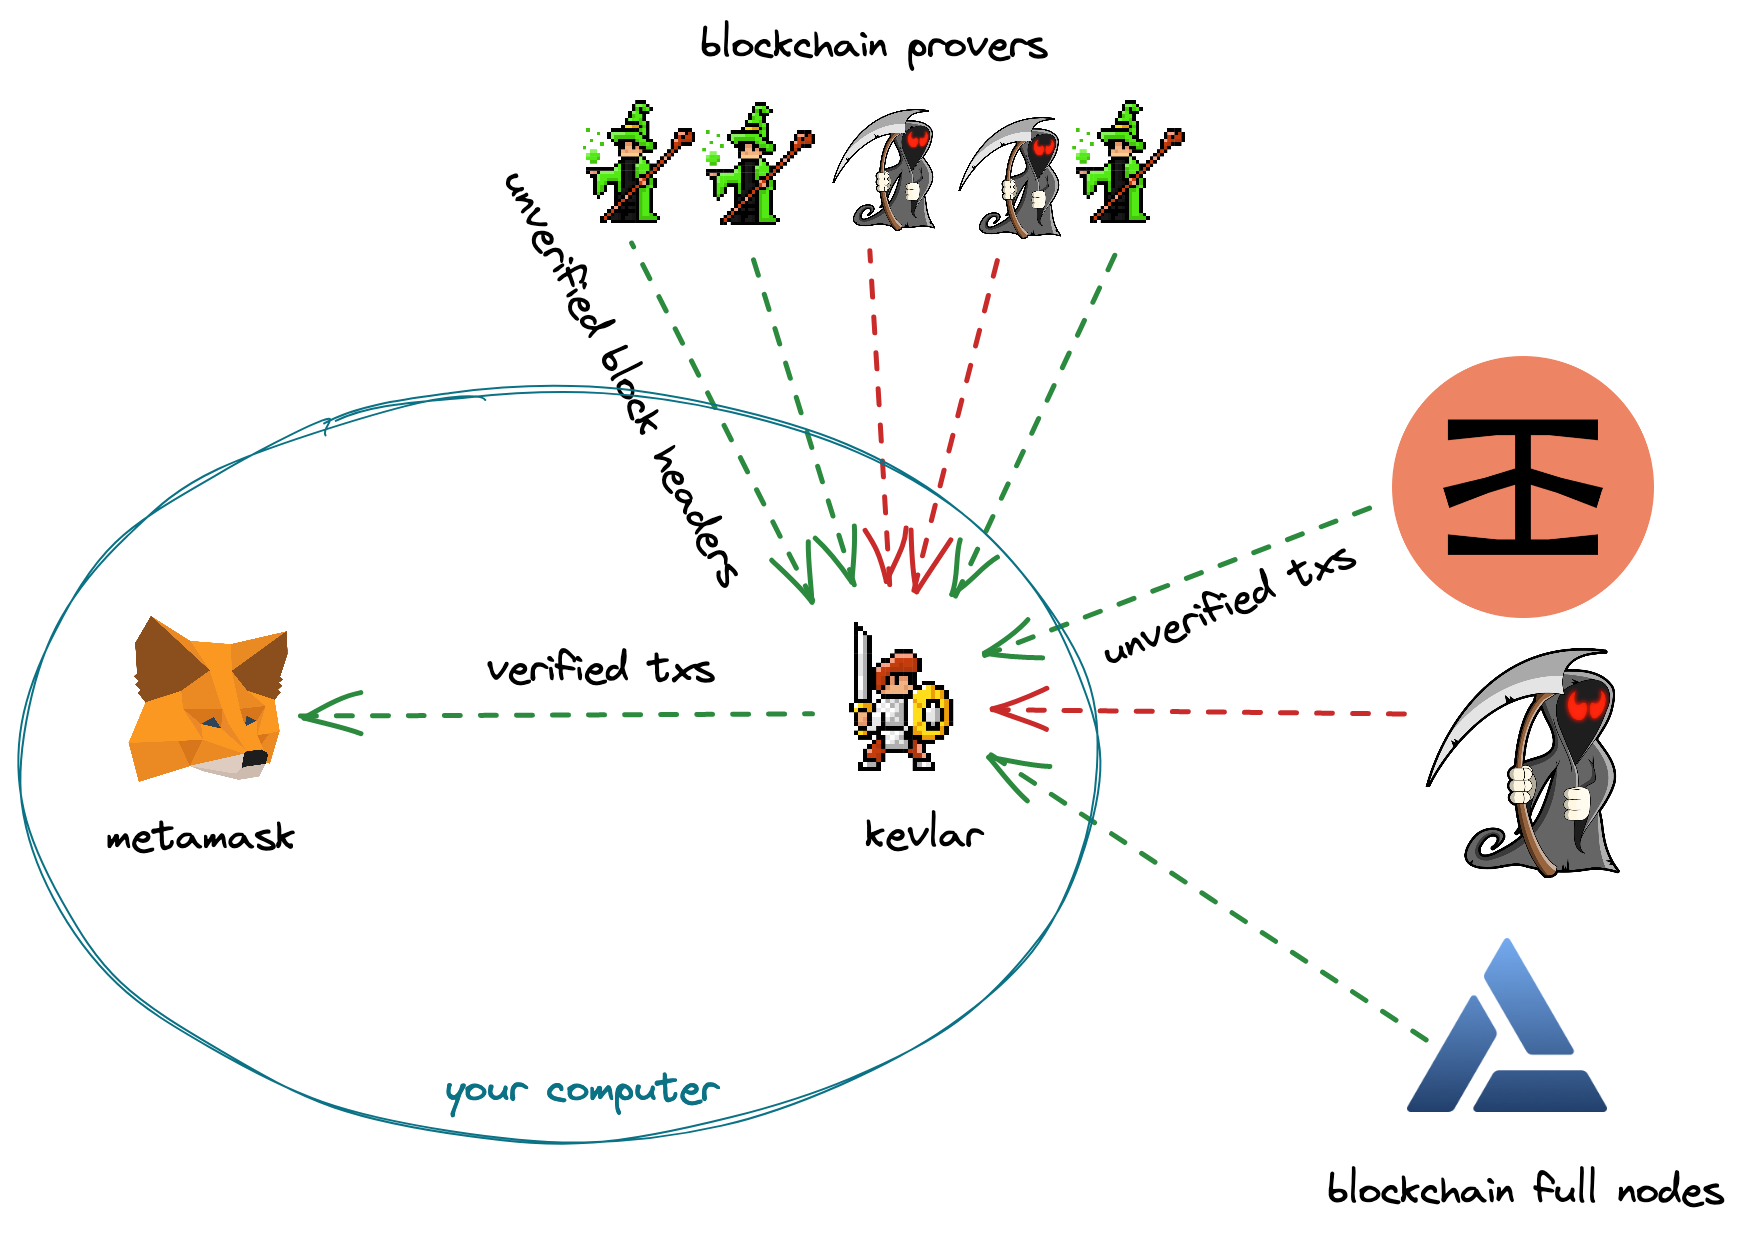 blockchain provers
unverified block headers
unverified txs
verified txs
metamask
kevlar
your computer
blockchain full nodes